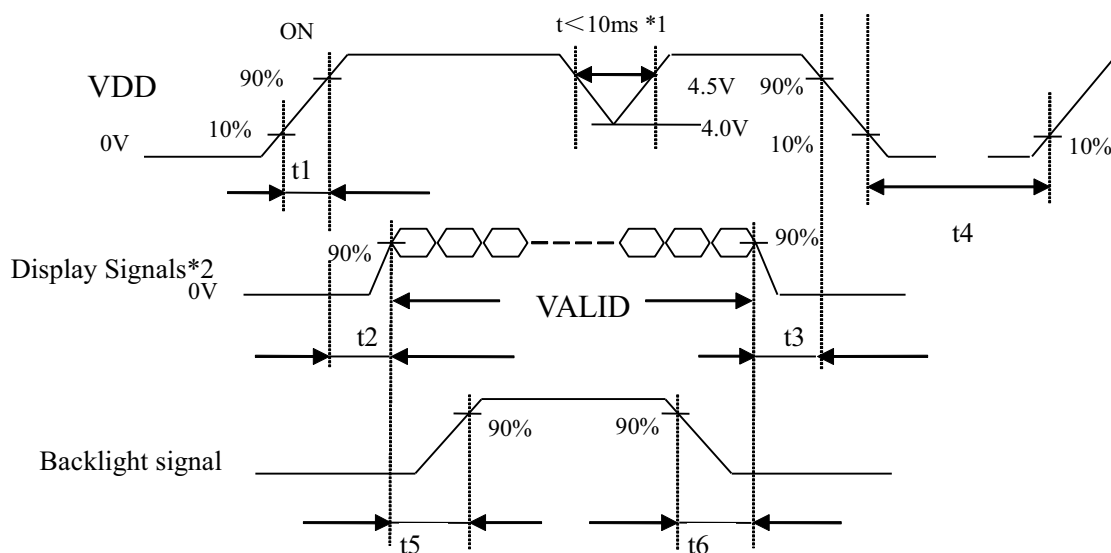 ON
t＜10ms *1
VDD
90%
4.5V
90%
0V
10%
4.0V
10%
10%
t1
t4
Display Signals*2
90%
90%
0V
VALID
t2
t3
90%
90%
Backlight signal
t5
t6